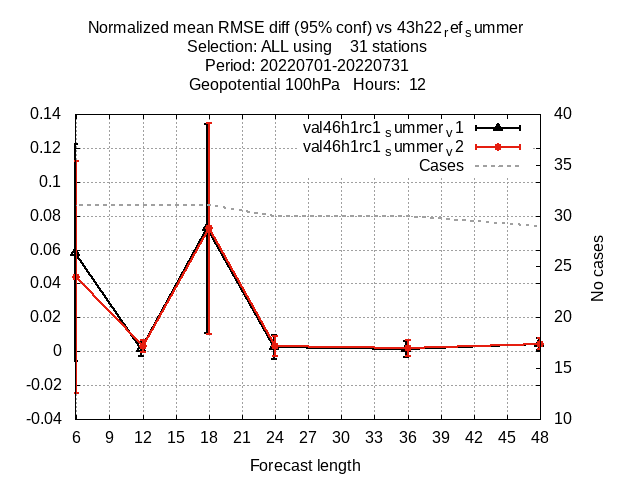 Normalized mean RMSE diff (95% conf) vs 43h22refsummer
Selection: ALL using 31 stations
Period: 20220701-20220731
Geopotential 100hPa Hours: 12
val46h1rc1summerv1
val46h1rc1summerv2
Cases
0.14
0.12
0.1
0.08
0.06
0.04
0.02
0
-0.02
-0.04
40
35
30
25
20
15
10
No cases
6 9 12 15 18 21 24 27 30 33 36 39 42 45 48
Forecast length